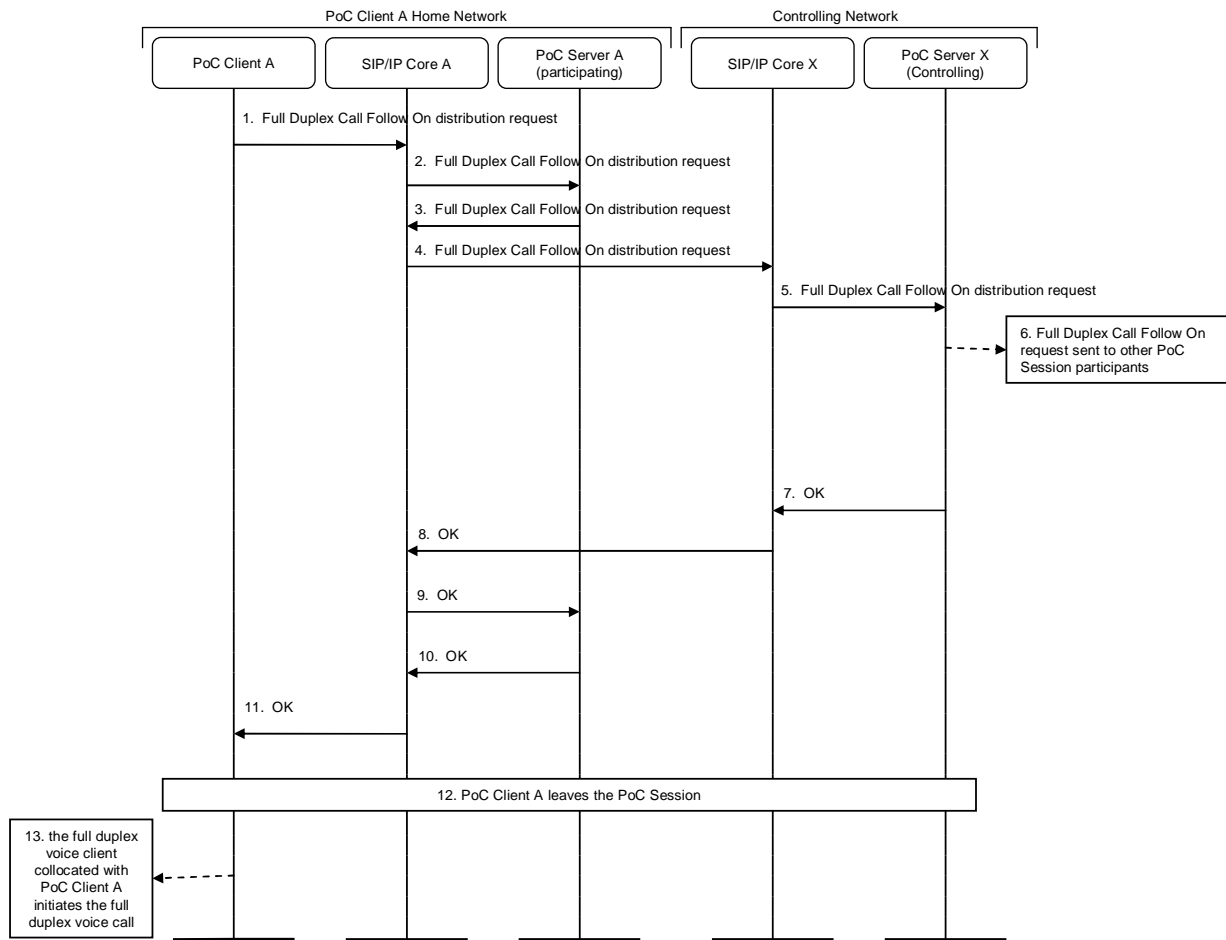 PoC Client A Home Network
Controlling Network
PoC Client A
SIP/IP Core A
PoC Server A
(participating)
SIP/IP Core X
PoC Server X
(Controlling)
1. Full Duplex Call Follow On distribution request
2. Full Duplex Call Follow On distribution request
3. Full Duplex Call Follow On distribution request
4. Full Duplex Call Follow On distribution request
5. Full Duplex Call Follow On distribution request
6. Full Duplex Call Follow On
request sent to other PoC
Session participants
7. OK
8. OK
9. OK
10. OK
11. OK
12. PoC Client A leaves the PoC Session
13. the full duplex
voice client
collocated with
PoC Client A
initiates the full
duplex voice call